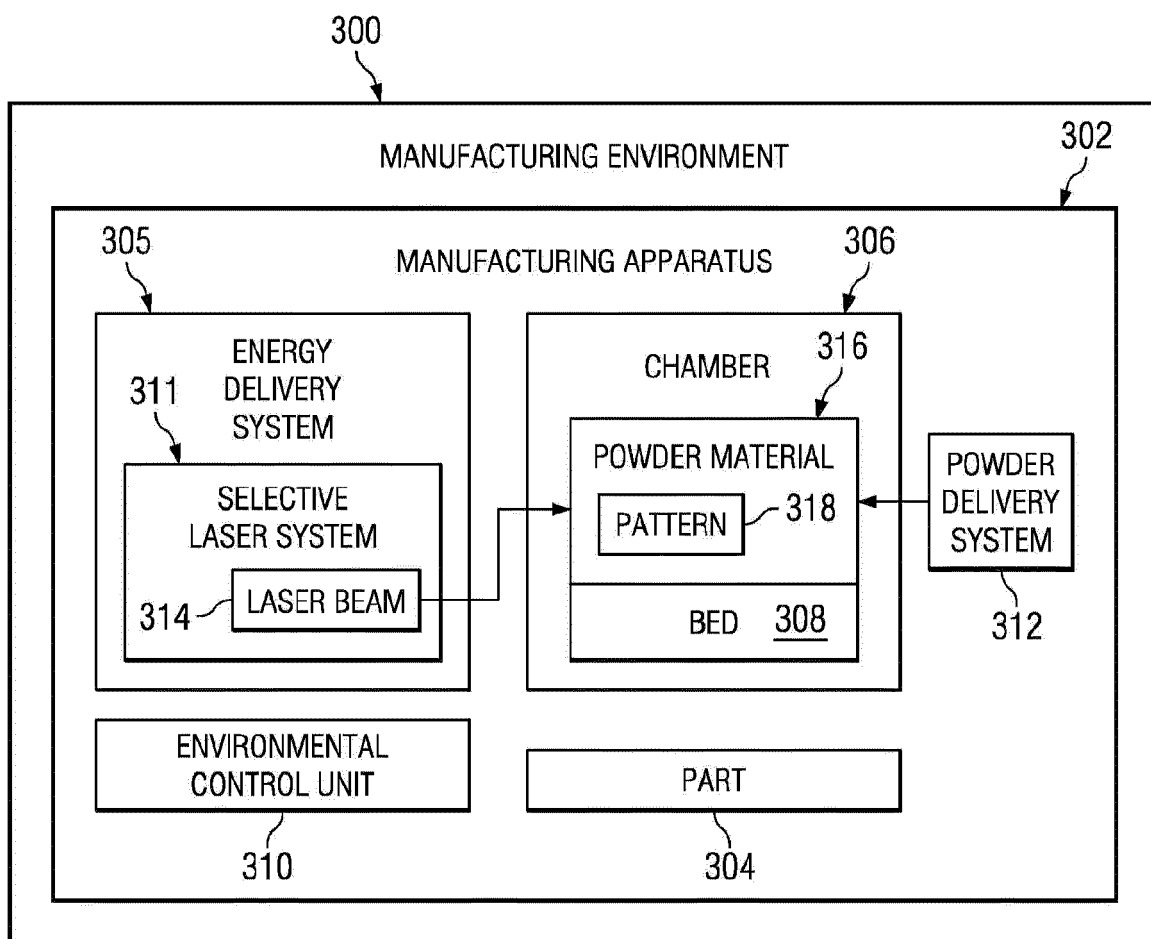 300
MANUFACTURING ENVIRONMENT
302
305
MANUFACTURING APPARATUS
306
ENERGY
DELIVERY
SYSTEM
311
SELECTIVE
LASER SYSTEM
314
LASER BEAM
CHAMBER
316
POWDER MATERIAL
PATTERN
318
BED 308
POWDER
DELIVERY
SYSTEM
312
ENVIRONMENTAL
CONTROL UNIT
310
PART
304